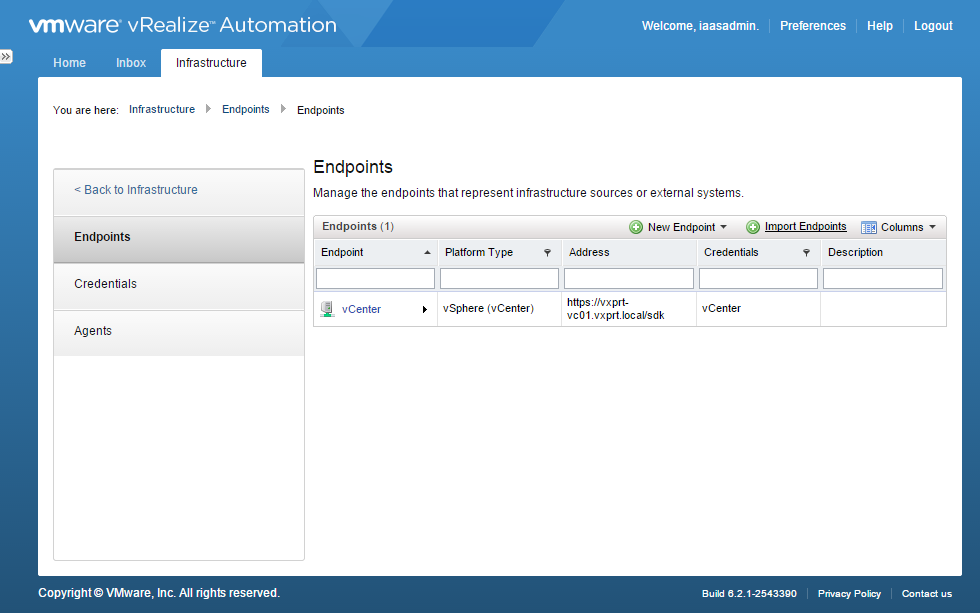 vmware® vRealize™ Automation
Welcome, iaasadmin. Preferences Help Logout
Home Inbox Infrastructure
You are here: Infrastructure Endpoints Endpoints
< Back to Infrastructure
Endpoints
Credentials
Agents
Endpoints
Manage the endpoints that represent infrastructure sources or external systems.
Endpoints (1) New Endpoint Import Endpoints Columns
Endpoint Platform Type Address Credentials Description
vCenter vSphere (vCenter) https://vxprt-
vc01.vxprt.local/sdk vCenter
Copyright © VMware, Inc. All rights reserved.
Build 6.2.1-2543390 Privacy Policy Contact us